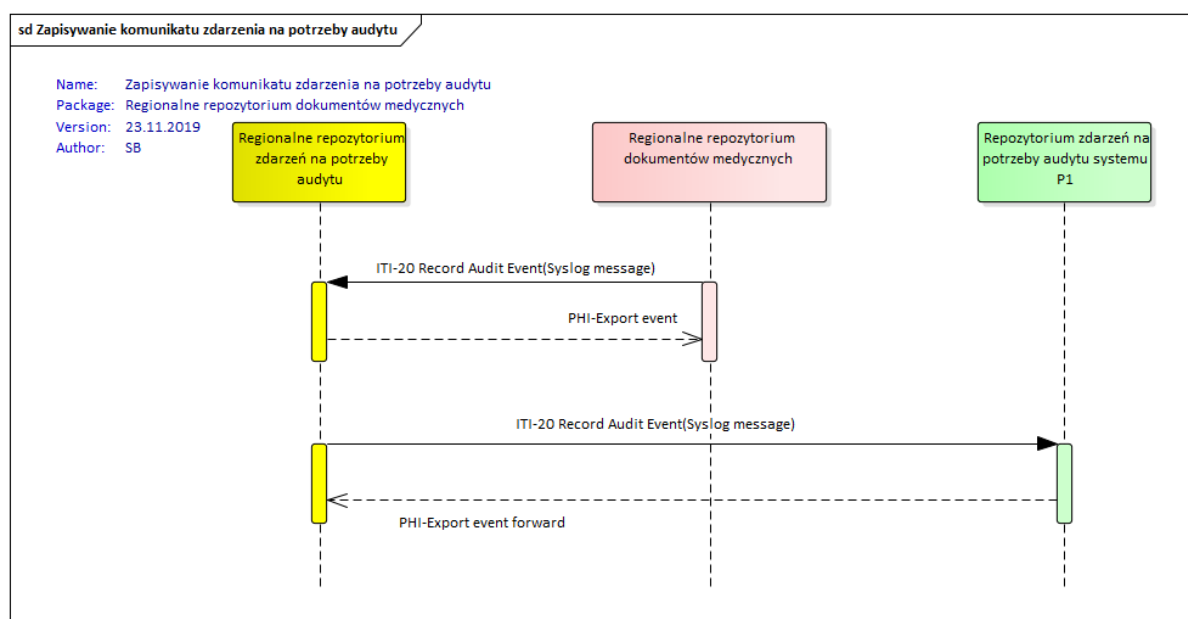 sd Zapisywanie komunikatu zdarzenia na potrzeby audytu
Name: Zapisywanie komunikatu zdarzenia na potrzeby audytu
Package: Regionalne repozytorium dokumentów medycznych
Version: 23.11.2019
Author: SB
Regionalne repozytorium
zdarzeń na potrzeby
audytu
Regionalne repozytorium
dokumentów medycznych
Repozytorium zdarzeń na
potrzeby audytu systemu
P1
ITI-20 Record Audit Event(Syslog message)
PHI-Export event
ITI-20 Record Audit Event(Syslog message)
PHI-Export event forward